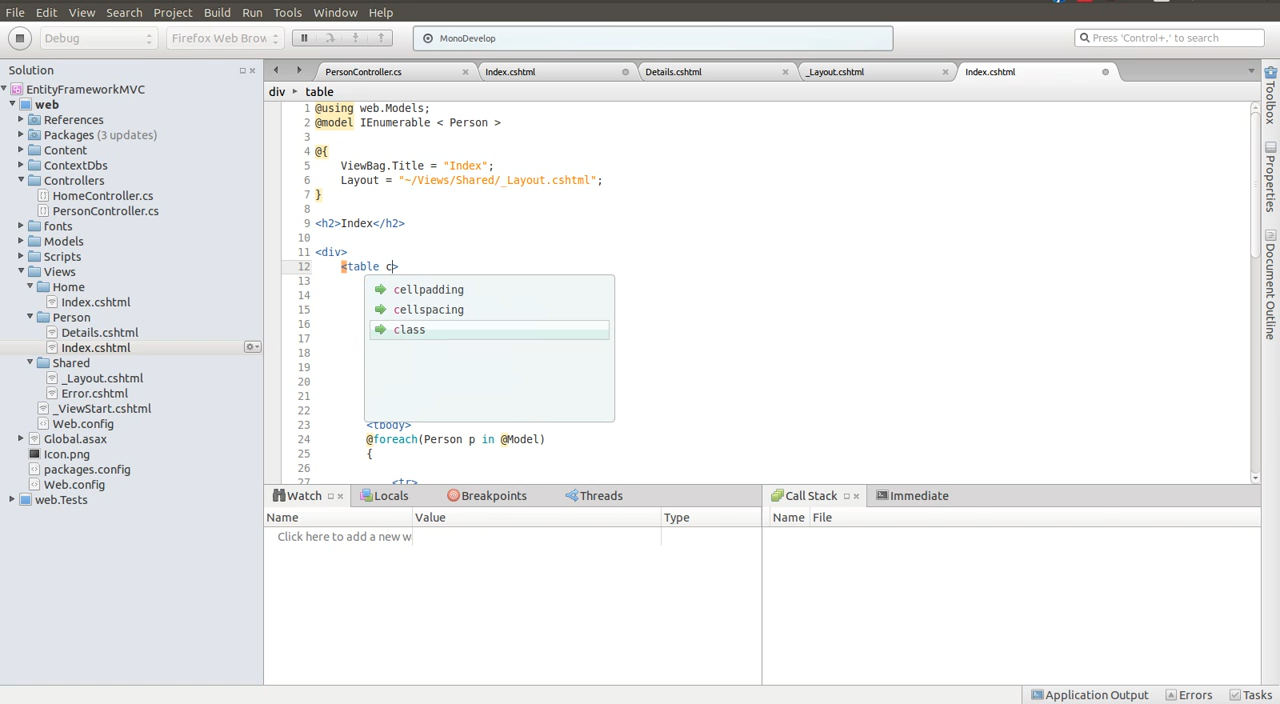 File Edit View Search Project Build Run Tools Window Help
Debug Firefox Web Brow MonoDevelop Press 'Control+,' to search
Solution
EntityFrameworkMVC
web
References
Packages (3 updates)
Content
ContextDbs
Controllers
HomeController.cs
PersonController.cs
fonts
Models
Scripts
Views
Home
Index.cshtml
Person
Details.cshtml
Index.cshtml
Shared
_Layout.cshtml
Error.cshtml
_ViewStart.cshtml
Web.config
Global.asax
Icon.png
packages.config
Web.config
web.Tests
PersonController.cs Index.cshtml Details.cshtml _Layout.cshtml Index.cshtml
div table
1 @using web.Models;
2 @model IEnumerable < Person >
3
4 @{
5 ViewBag.Title = "Index";
6 Layout = "~/Views/Shared/_Layout.cshtml";
7 }
8
9 <h2>Index</h2>
10
11 <div>
12 <table c>
13
14
15
16
17
18
19
20
21
22
23 <tbody>
24 @foreach(Person p in @Model)
25 {
26
27 <tr>
cellpadding
cellspacing
class
Toolbox
Properties
Document Outline
Watch Locals Breakpoints Threads
Name Value Type
Click here to add a new w
Call Stack Immediate
Name File
Application Output Errors Tasks